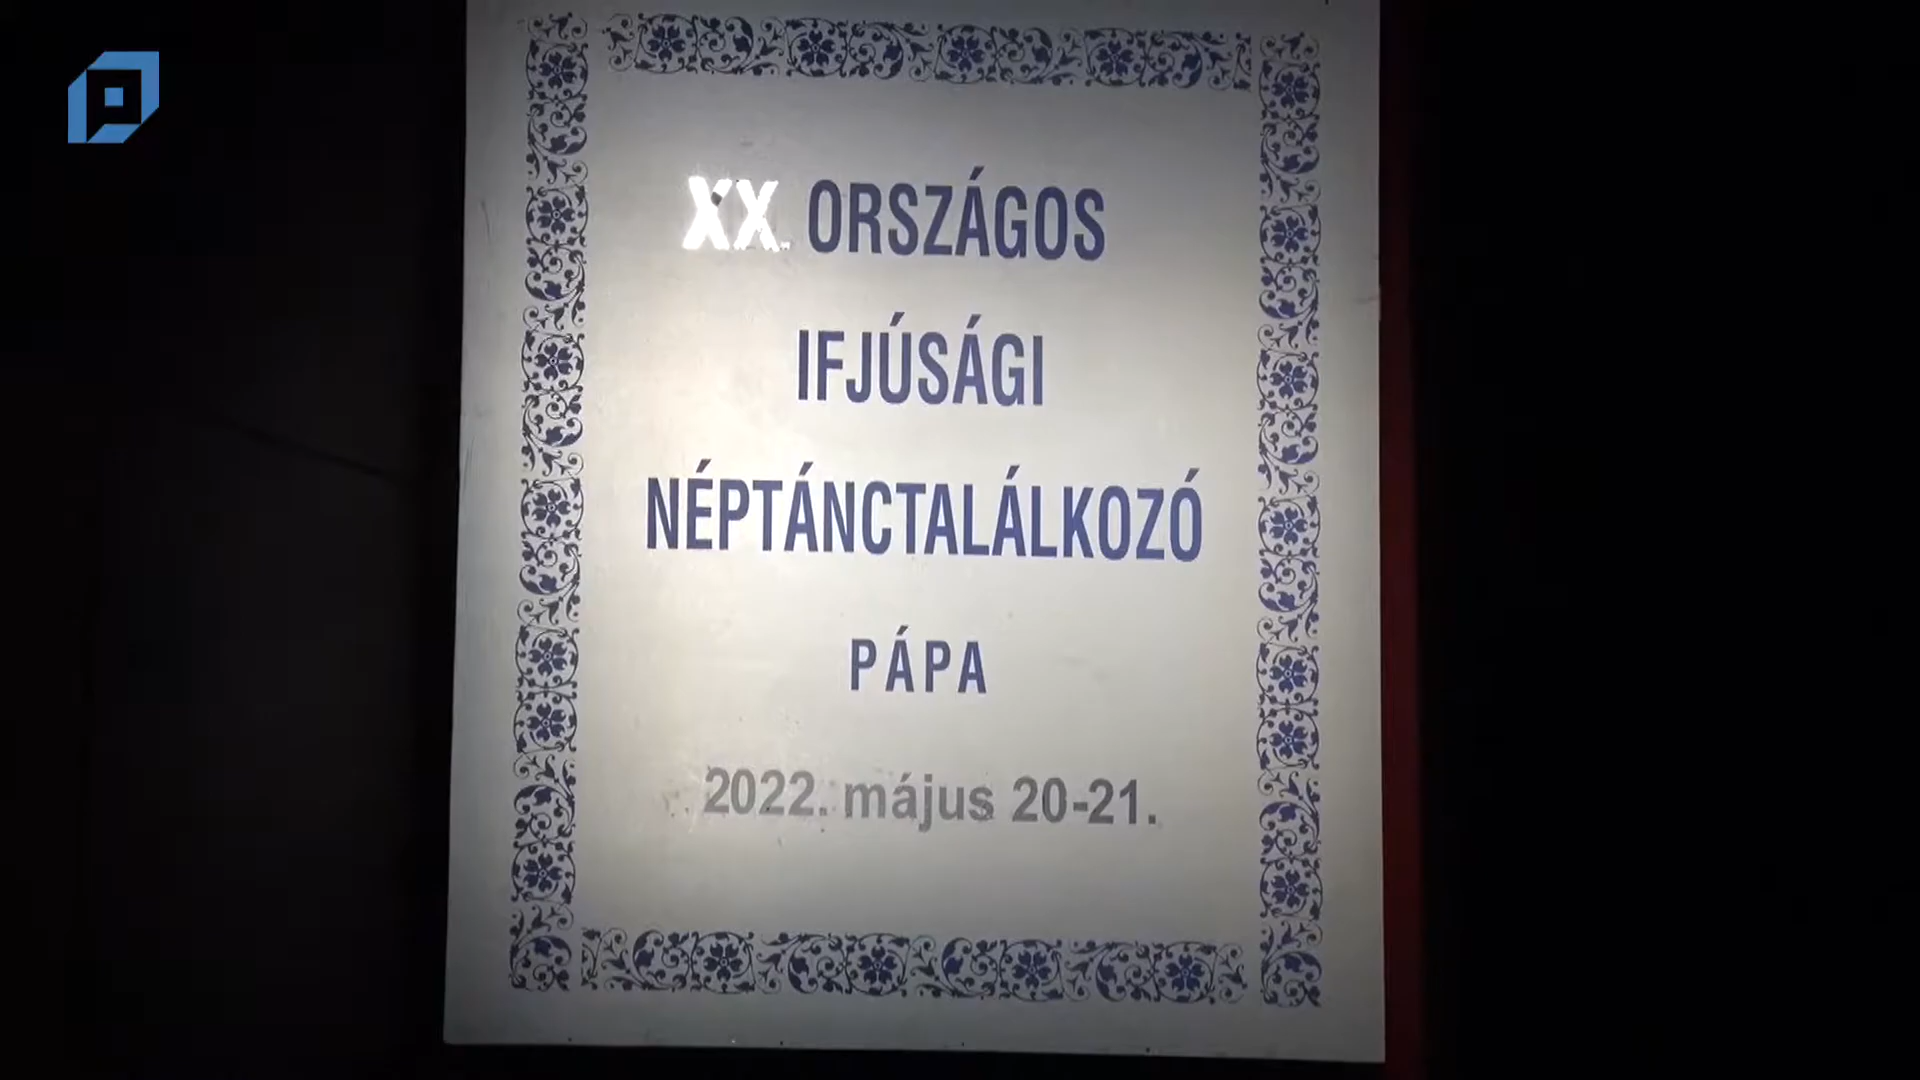 XX. ORSZÁGOS
IFJÚSÁGI
NÉPTÁNCTALÁLKOZÓ
PÁPA
2022. május 20-21.